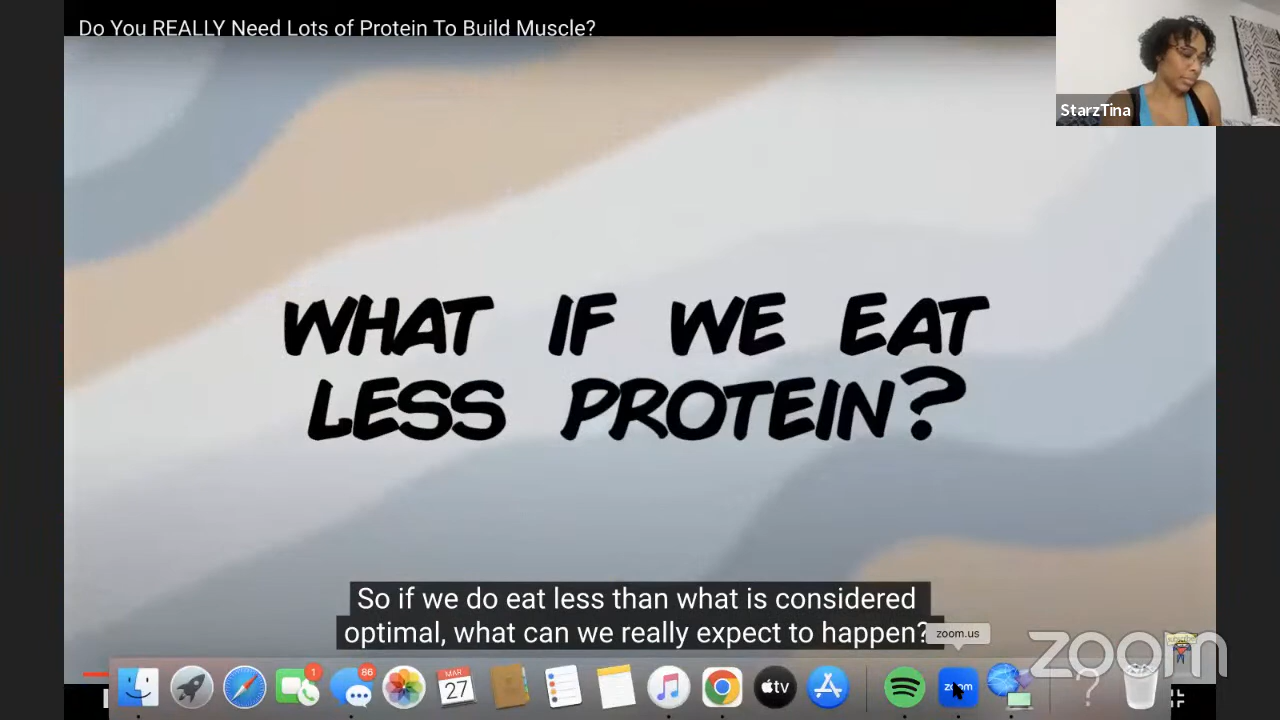 Do You REALLY Need Lots of Protein To Build Muscle?
StarzTina
WHAT IF WE EAT
LESS PROTEIN?
So if we do eat less than what is considered
optimal, what can we really expect to happen?
zoom.us
zoom
1
86
MAR
27
tv
zoom
?